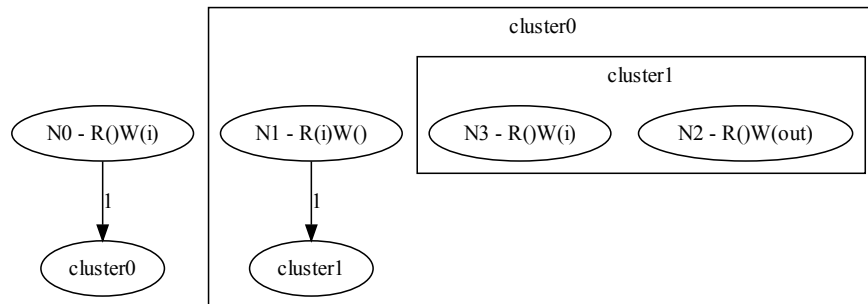 cluster0
cluster1
N0 - R()W(i)
N1 - R(i)W()
N3 - R()W(i)
N2 - R()W(out)
1
1
cluster0
cluster1